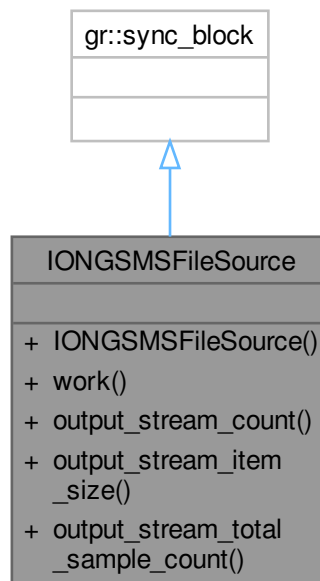 gr::sync_block
IONGSMSFileSource
+ IONGSMSFileSource()
+ work()
+ output_stream_count()
+ output_stream_item
_size()
+ output_stream_total
_sample_count()